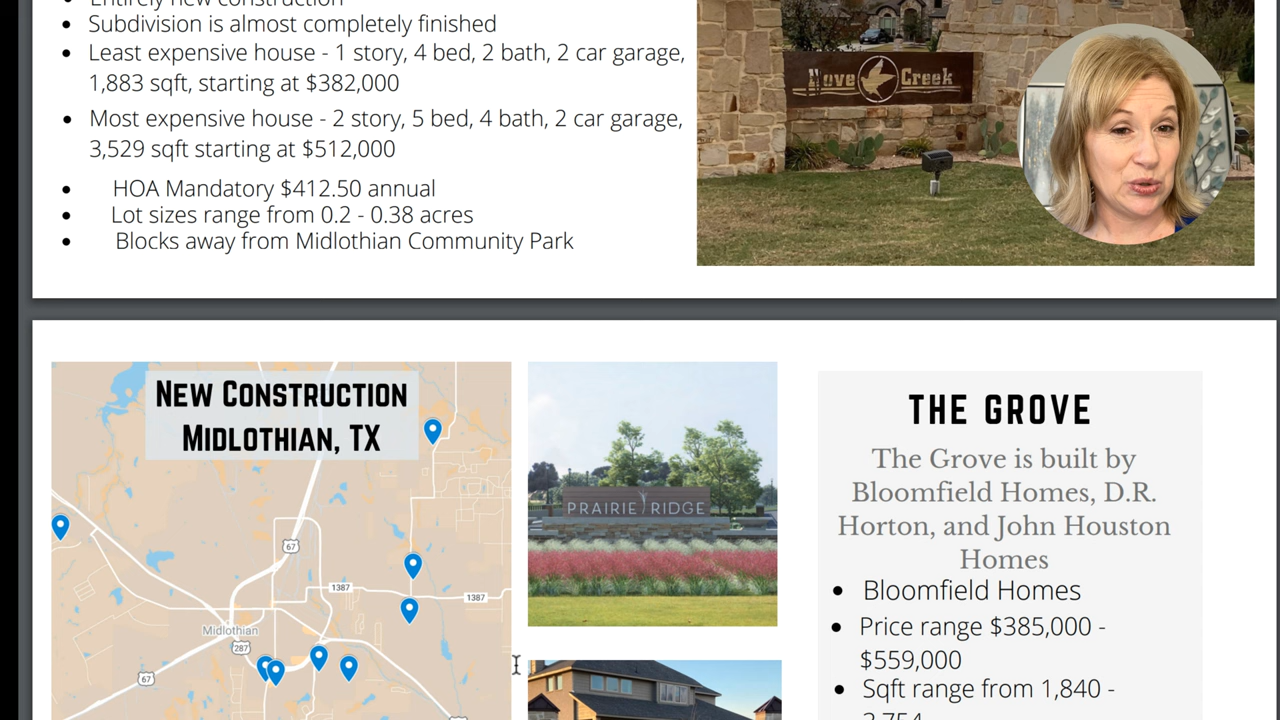 Entirely new construction
Subdivision is almost completely finished
Least expensive house - 1 story, 4 bed, 2 bath, 2 car garage,
1,883 sqft, starting at $382,000
Most expensive house - 2 story, 5 bed, 4 bath, 2 car garage,
3,529 sqft starting at $512,000
HOA Mandatory $412.50 annual
Lot sizes range from 0.2 - 0.38 acres
Blocks away from Midlothian Community Park
Creek
NEW CONSTRUCTION
MIDLOTHIAN, TX
67
1387
1387
Midlothian
287
67
PRAIRIE RIDGE
THE GROVE
The Grove is built by
Bloomfield Homes, D.R.
Horton, and John Houston
Homes
Bloomfield Homes
Price range $385,000 -
$559,000
Sqft range from 1,840 -